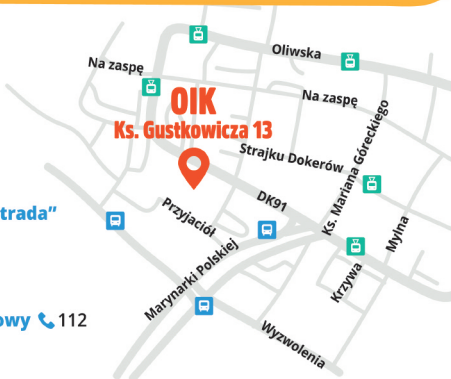 Oliwska
Na zaspę
Na zaspę
OIK
Ks. Gustkowicza 13
Strajku Dokerów
Ks. Mariana Góreckiego
DK91
Przyjaciół
trada”
Mylna
Marynarki Polskiej
Krzywa
owy 112
Wyzwolenia